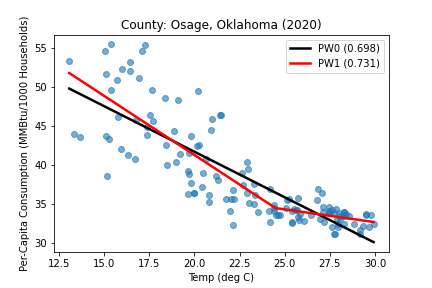 County: Osage, Oklahoma (2020)
Per-Capita Consumption (MMBtu/1000 Households)
55
50
45
40
35
30
PW0 (0.698)
PW1 (0.731)
12.5 15.0 17.5 20.0 22.5 25.0 27.5 30.0
Temp (deg C)